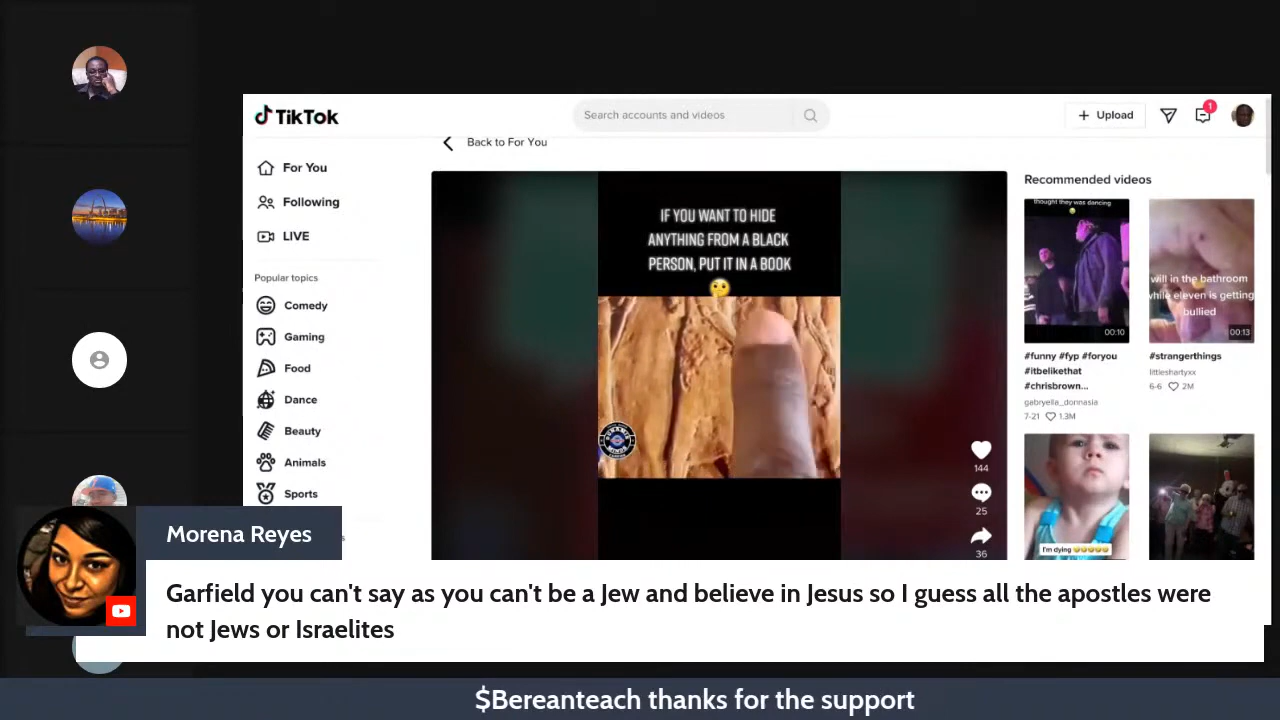 TikTok
Search accounts and videos
+ Upload
1
Back to For You
For You
Following
LIVE
Popular topics
Comedy
Gaming
Food
Dance
Beauty
Animals
Sports
IF YOU WANT TO HIDE
ANYTHING FROM A BLACK
PERSON, PUT IT IN A BOOK
144
25
36
Recommended videos
thought they was dancing
00:10
#funny #fyp #foryou
#itbelikethat
#chrisbrown...
gabryella_donnasia
7-21 1.3M
will in the bathroom
while eleven is getting
bullied
00:13
#strangerthings
littleshartyxx
6-6 2M
I'm dying
Morena Reyes
Garfield you can't say as you can't be a Jew and believe in Jesus so I guess all the apostles were
not Jews or Israelites
$Bereanteach thanks for the support